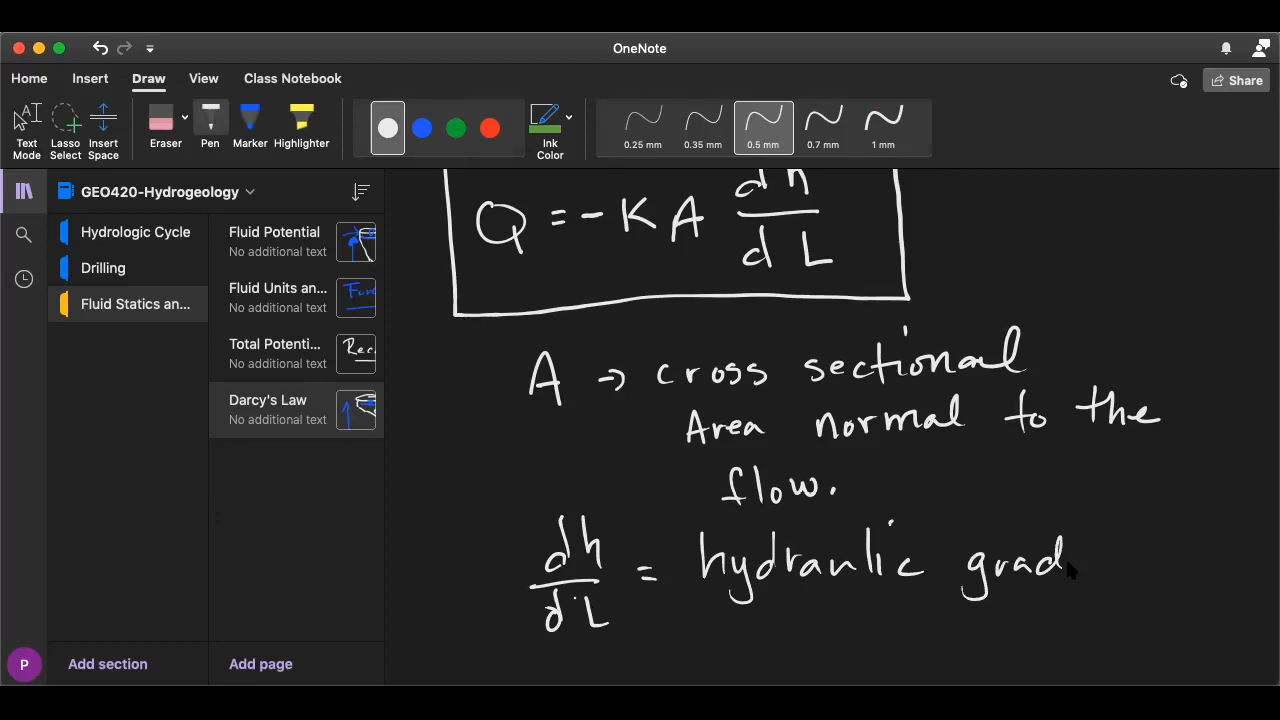 OneNote
Home Insert Draw View Class Notebook
Share
Text Mode
Lasso Select
Insert Space
Eraser
Pen
Marker
Highlighter
Ink Color
0.25 mm
0.35 mm
0.5 mm
0.7 mm
1 mm
GEO420-Hydrogeology
Hydrologic Cycle
Drilling
Fluid Statics an...
Fluid Potential
No additional text
Fluid Units an...
No additional text
Total Potenti...
No additional text
Rec
Darcy's Law
No additional text
Add section
Add page
P
Q = - K A dh
dL
A → cross sectional
Area normal to the
flow.
dh
dL
= hydraulic grad